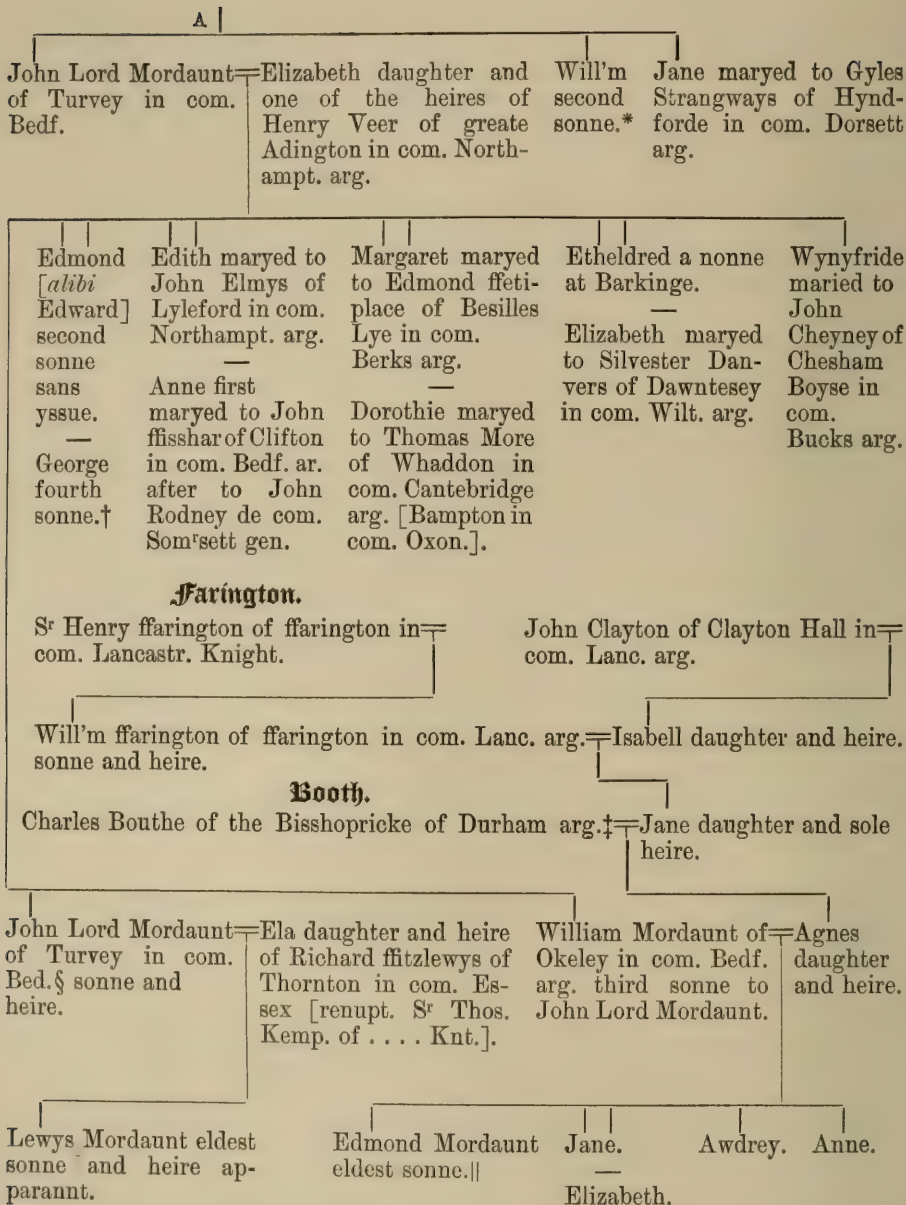 A
John Lord Mordaunt=Elizabeth daughter and
of Turvey in com. one of the heires of
Bedf. Henry Veer of greate
Adington in com. North-
ampt. arg.
Will'm
second
sonne.*
Jane maryed to Gyles
Strangways of Hynd-
forde in com. Dorsett
arg.
Edmond
[alibi
Edward]
second
sonne
sans
yssue.
—
George
fourth
sonne.†
Edith maryed to
John Elmys of
Lyleford in com.
Northampt. arg.
—
Anne first
maryed to John
ffisshar of Clifton
in com. Bedf. ar.
after to John
Rodney de com.
Somʳsett gen.
Margaret maryed
to Edmond ffeti-
place of Besilles
Lye in com.
Berks arg.
—
Dorothie maryed
to Thomas More
of Whaddon in
com. Cantebridge
arg. [Bampton in
com. Oxon.].
Etheldred a nonne
at Barkinge.
—
Elizabeth maryed
to Silvester Dan-
vers of Dawntesey
in com. Wilt. arg.
Wynyfride
maried to
John
Cheyney of
Chesham
Boyse in
com.
Bucks arg.
Farington.
Sʳ Henry ffarington of ffarington in=
com. Lancastr. Knight.
John Clayton of Clayton Hall in=
com. Lanc. arg.
Will'm ffarington of ffarington in com. Lanc. arg.=Isabell daughter and heire.
sonne and heire.
Booth.
Charles Bouthe of the Bisshopricke of Durham arg.‡=Jane daughter and sole
heire.
John Lord Mordaunt=Ela daughter and heire
of Turvey in com. of Richard ffitzlewys of
Bed.§ sonne and Thornton in com. Es-
heire. sex [renupt. Sʳ Thos.
Kemp. of . . . . Knt.].
William Mordaunt of=Agnes
Okeley in com. Bedf. daughter
arg. third sonne to and heire.
John Lord Mordaunt.
Lewys Mordaunt eldest
sonne and heire ap-
parannt.
Edmond Mordaunt
eldest sonne.||
Jane.
—
Elizabeth.
Awdrey.
Anne.